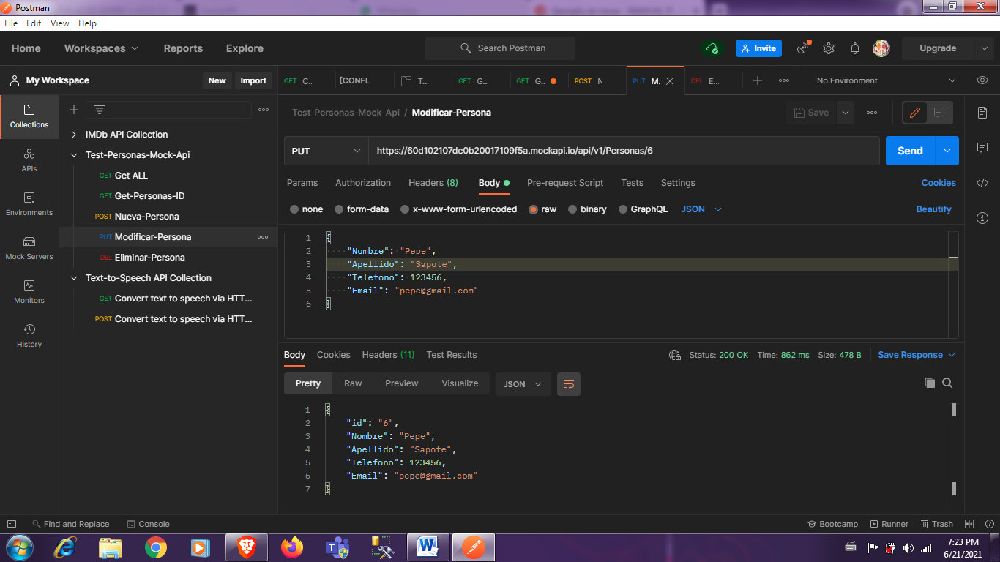 Postman
File Edit View Help
Home Workspaces Reports Explore Search Postman Invite Upgrade
My Workspace New Import
GET C.. [CONFL T... GET G.. GET G.. POST N PUT M. DEL E... No Environment
Collections
APIs
Environments
Mock Servers
Monitors
History
IMDb API Collection
Test-Personas-Mock-Api
GET Get ALL
GET Get-Personas-ID
POST Nueva-Persona
PUT Modificar-Persona
DEL Eliminar-Persona
Text-to-Speech API Collection
GET Convert text to speech via HTT...
POST Convert text to speech via HTT...
Test-Personas-Mock-Api / Modificar-Persona Save
PUT https://60d102107de0b20017109f5a.mockapi.io/api/v1/Personas/6 Send
Params Authorization Headers (8) Body Pre-request Script Tests Settings Cookies
none form-data x-www-form-urlencoded raw binary GraphQL JSON Beautify
1 {
2 "Nombre": "Pepe",
3 "Apellido": "Sapote",
4 "Telefono": 123456,
5 "Email": "pepe@gmail.com"
6 }
Body Cookies Headers (11) Test Results Status: 200 OK Time: 862 ms Size: 478 B Save Response
Pretty Raw Preview Visualize JSON
1 {
2 "id": "6",
3 "Nombre": "Pepe",
4 "Apellido": "Sapote",
5 "Telefono": 123456,
6 "Email": "pepe@gmail.com"
7 }
Find and Replace Console Bootcamp Runner Trash
7:23 PM
6/21/2021